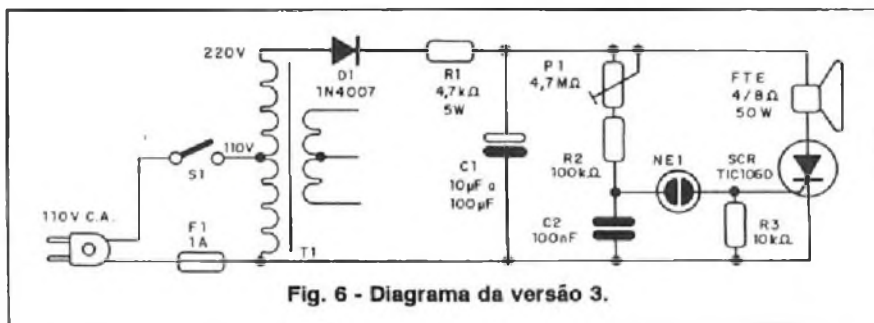 220V
D1
1N4007
R1
4,7kΩ
5W
P1
4,7MΩ
FTE
4/8Ω
50W
110V
S1
C1
10µF a
100µF
R2
100kΩ
NE1
SCR
TIC106D
110V C.A.
F1
1A
T1
C2
100nF
R3
10kΩ
Fig. 6 - Diagrama da versão 3.